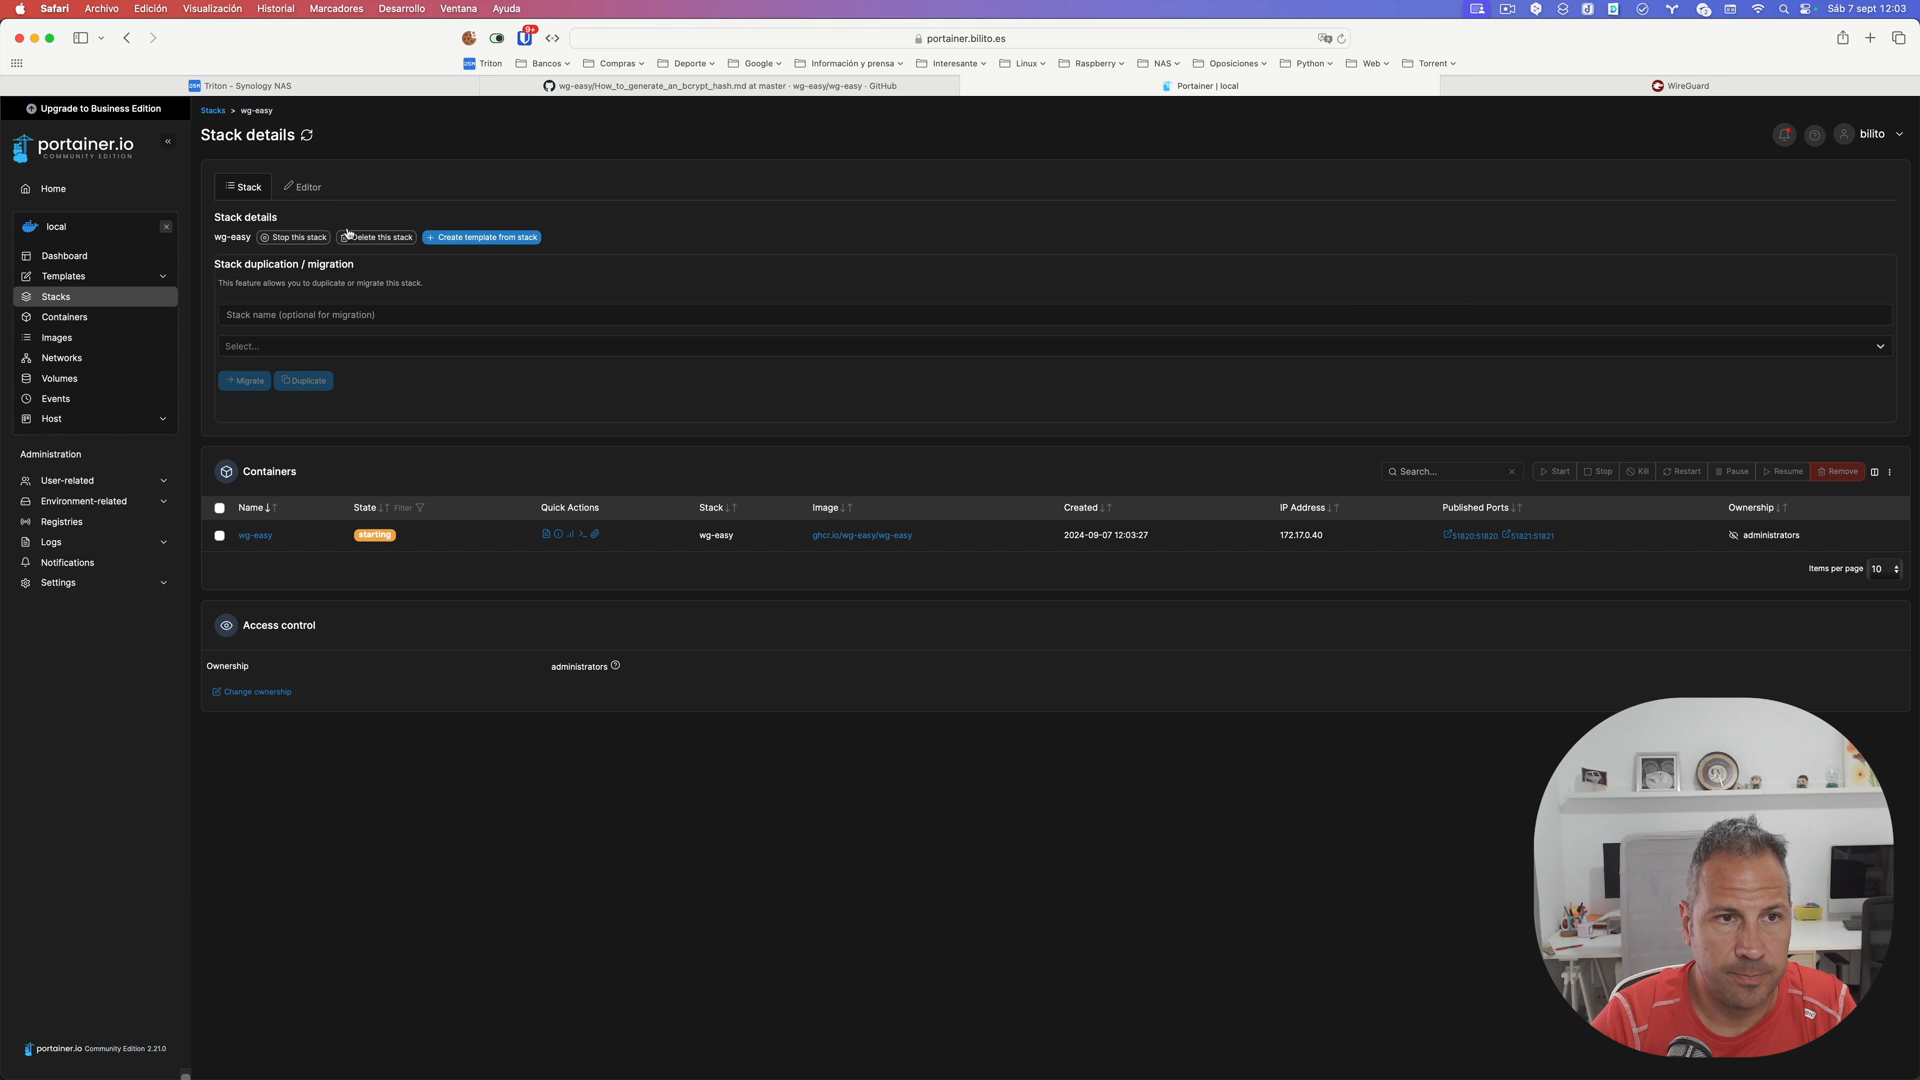 Safari Archivo Edición Visualización Historial Marcadores Desarrollo Ventana Ayuda Sáb 7 sept 12:03
9+ portainer.bilito.es
Triton Bancos Compras Deporte Google Información y prensa Interesante Linux Raspberry NAS Oposiciones Python Web Torrent
Triton - Synology NAS wg-easy/How_to_generate_an_bcrypt_hash.md at master · wg-easy/wg-easy · GitHub Portainer | local WireGuard
Upgrade to Business Edition
portainer.io
COMMUNITY EDITION
Home
local
Dashboard
Templates
Stacks
Containers
Images
Networks
Volumes
Events
Host
Administration
User-related
Environment-related
Registries
Logs
Notifications
Settings
portainer.io Community Edition 2.21.0
Stacks > wg-easy
Stack details
bilito
Stack Editor
Stack details
wg-easy Stop this stack Delete this stack Create template from stack
Stack duplication / migration
This feature allows you to duplicate or migrate this stack.
Stack name (optional for migration)
Select...
Migrate Duplicate
Containers Search... Start Stop Kill Restart Pause Resume Remove
Name State Filter Quick Actions Stack Image Created IP Address Published Ports Ownership
wg-easy starting wg-easy ghcr.io/wg-easy/wg-easy 2024-09-07 12:03:27 172.17.0.40 51820:51820 51821:51821 administrators
Items per page 10
Access control
Ownership administrators
Change ownership